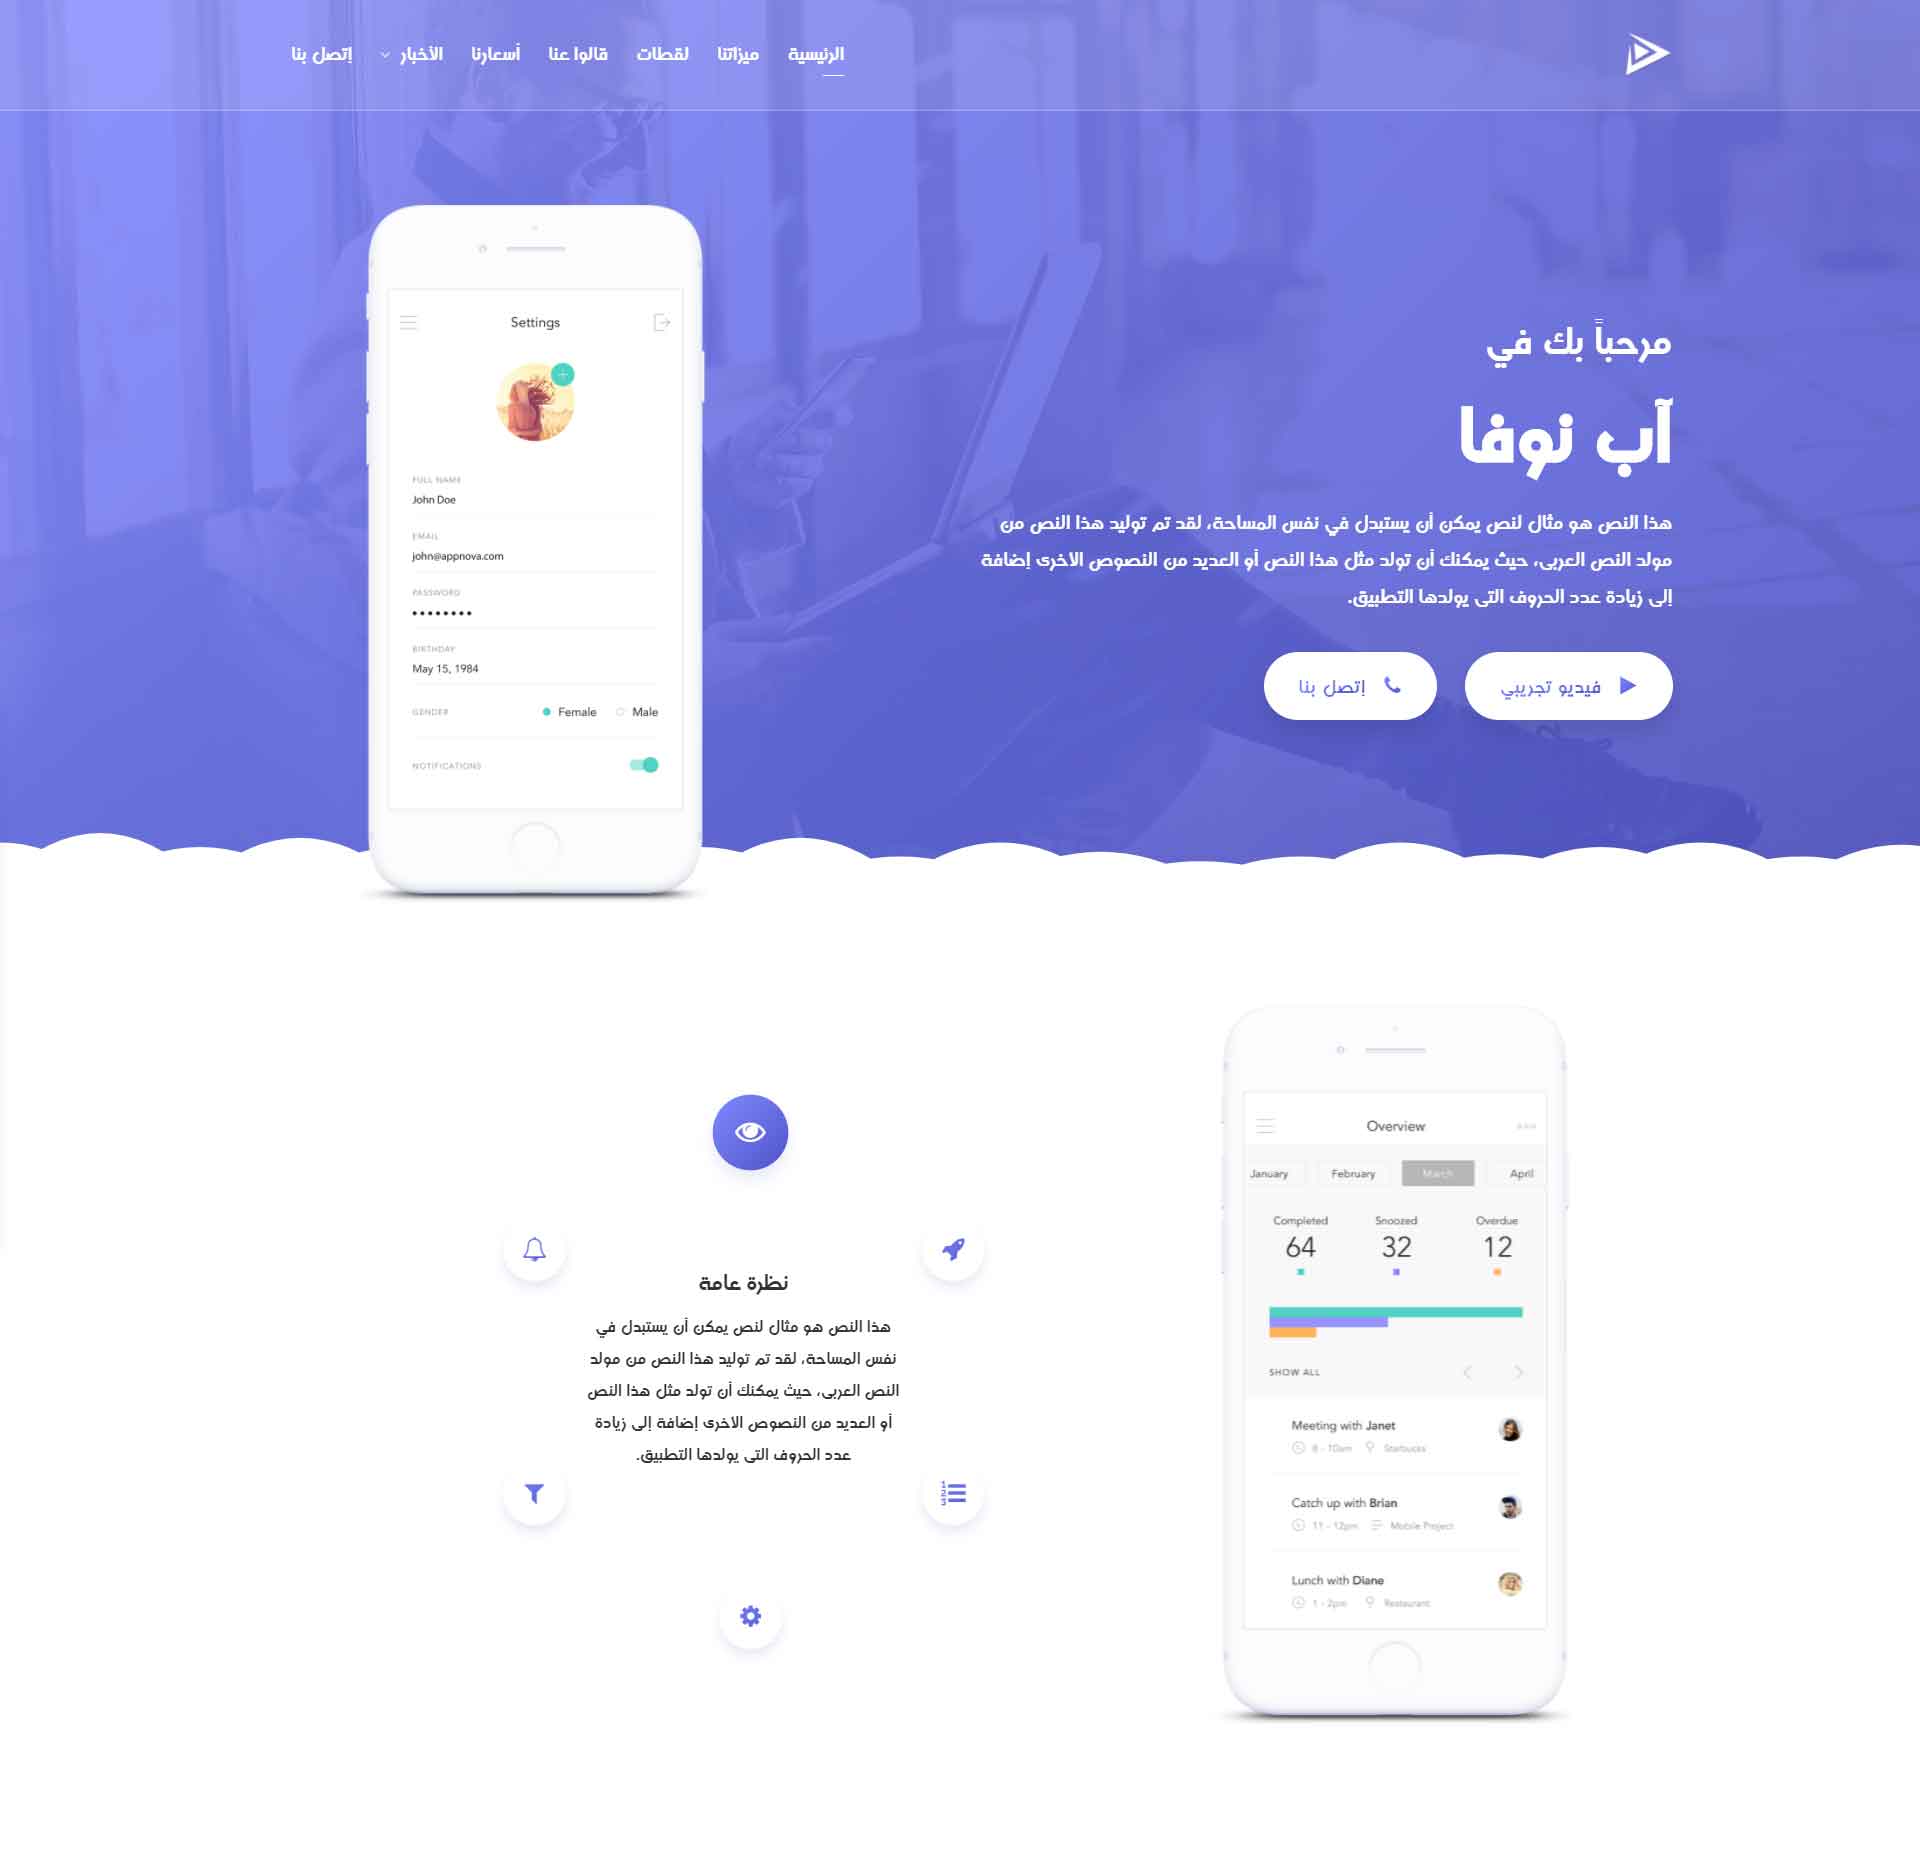 الرئيسية ميزاتنا لقطات قالوا عنا أسعارنا الأخبار إتصل بنا
مرحباً بك في
آب نوفا
هذا النص هو مثال لنص يمكن أن يستبدل في نفس المساحة، لقد تم توليد هذا النص من
مولد النص العربى، حيث يمكنك أن تولد مثل هذا النص أو العديد من النصوص الاخرى إضافة
إلى زيادة عدد الحروف التى يولدها التطبيق.
فيديو تجريبي
إتصل بنا
Settings
FULL NAME
John Doe
EMAIL
john@appnova.com
PASSWORD
••••••••
BIRTHDAY
May 15, 1984
GENDER Female Male
NOTIFICATIONS
Overview
January February March April
Completed Snoozed Overdue
64 32 12
SHOW ALL
Meeting with Janet
8 - 10am Starbucks
Catch up with Brian
11 - 12pm Mobile Project
Lunch with Diane
1 - 2pm Restaurant
نظرة عامة
هذا النص هو مثال لنص يمكن أن يستبدل في
نفس المساحة، لقد تم توليد هذا النص من مولد
النص العربى، حيث يمكنك أن تولد مثل هذا النص
أو العديد من النصوص الاخرى إضافة إلى زيادة
عدد الحروف التى يولدها التطبيق.